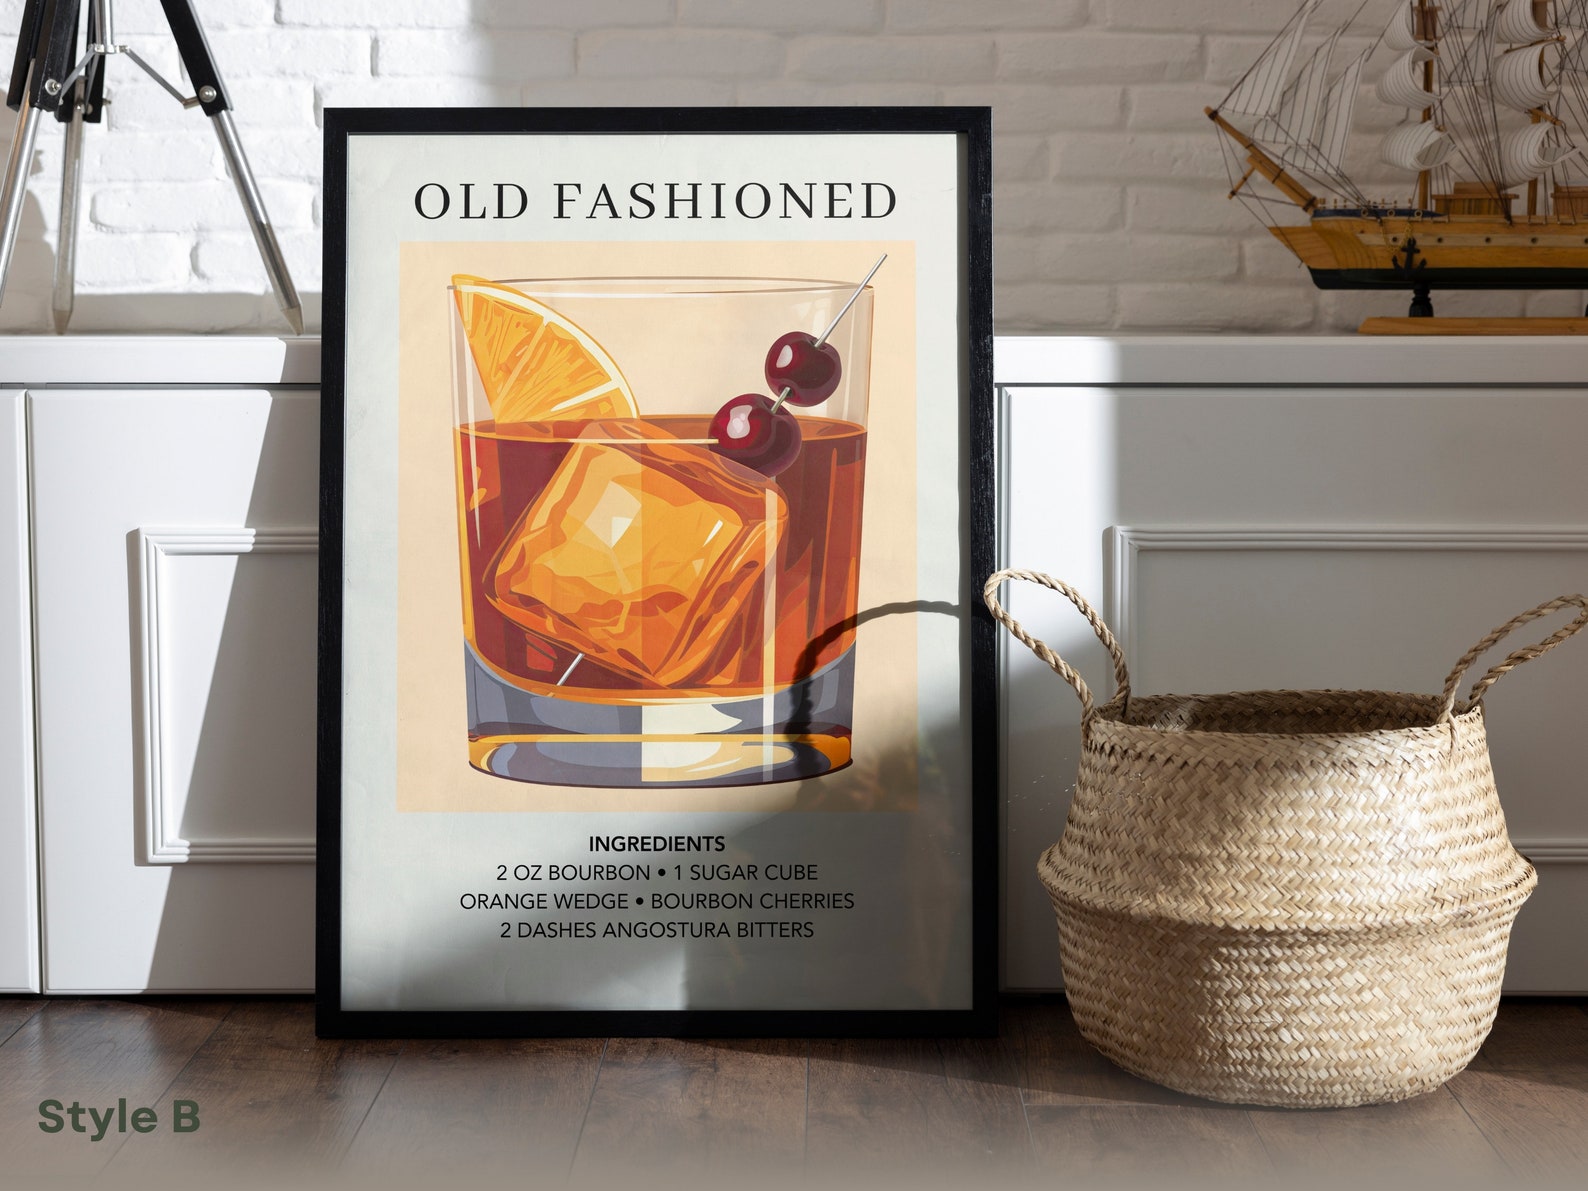 OLD FASHIONED
INGREDIENTS
2 OZ BOURBON • 1 SUGAR CUBE
ORANGE WEDGE • BOURBON CHERRIES
2 DASHES ANGOSTURA BITTERS
Style B